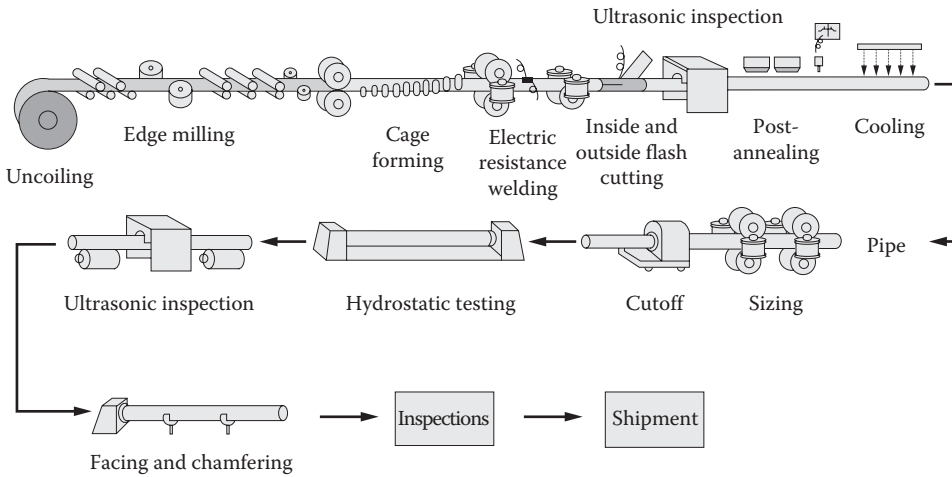 Ultrasonic inspection
Uncoiling
Edge milling
Cage
forming
Electric
resistance
welding
Inside and
outside flash
cutting
Post-
annealing
Cooling
Pipe
Sizing
Cutoff
Hydrostatic testing
Ultrasonic inspection
Facing and chamfering
Inspections
Shipment